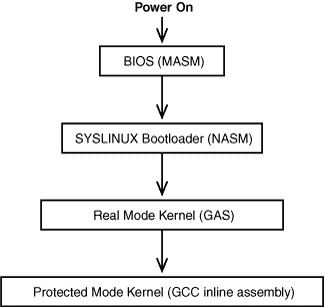 Power On
BIOS (MASM)
SYSLINUX Bootloader (NASM)
Real Mode Kernel (GAS)
Protected Mode Kernel (GCC inline assembly)